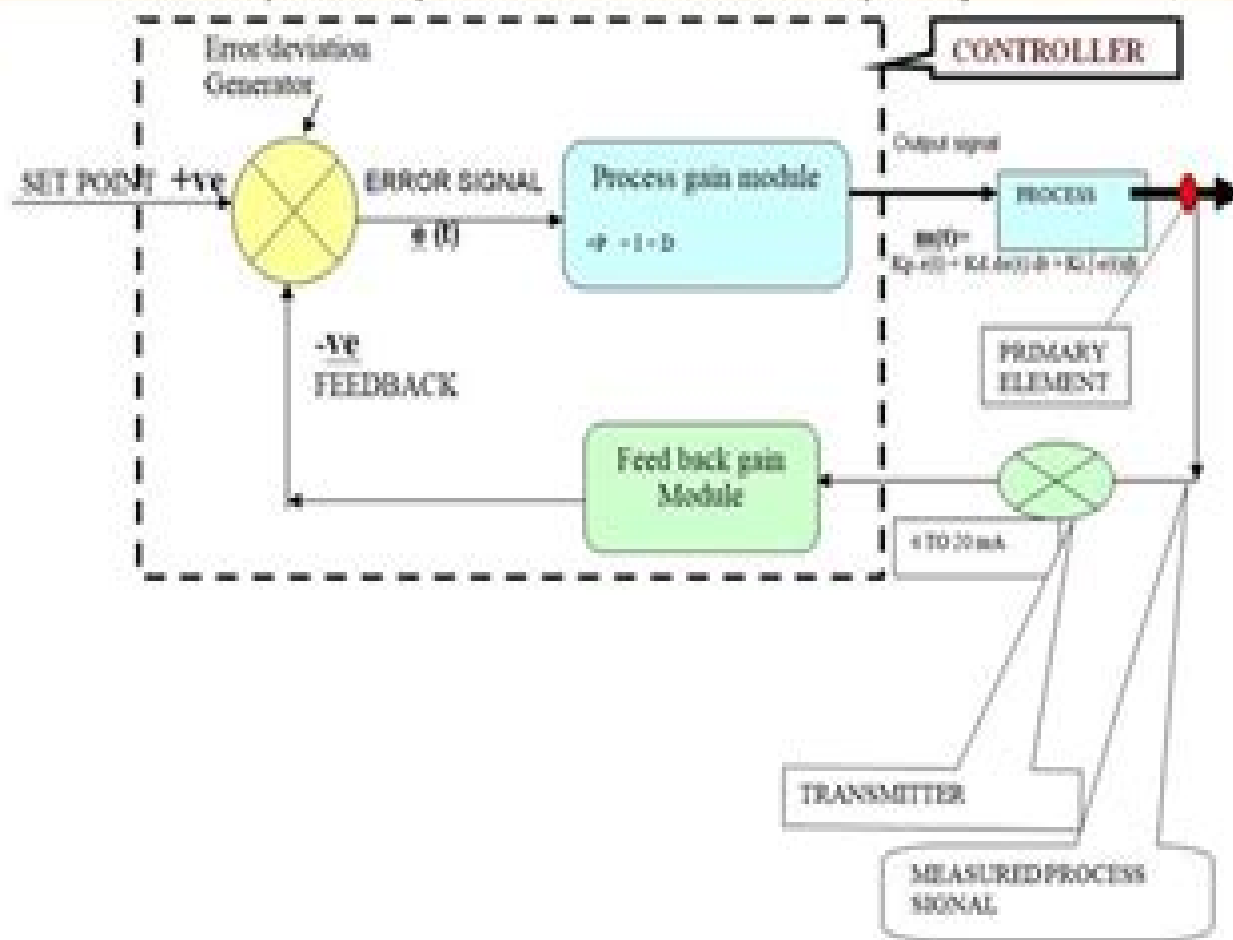 Error/deviation
Generator
CONTROLLER
SET POINT +ve
ERROR SIGNAL
e (t)
Process gain module
+P + I + D
Output signal
PROCESS
m(t)=
-ve
FEEDBACK
PRIMARY
ELEMENT
Feed back gain
Module
4 TO 20 mA
TRANSMITTER
MEASURED PROCESS
SIGNAL